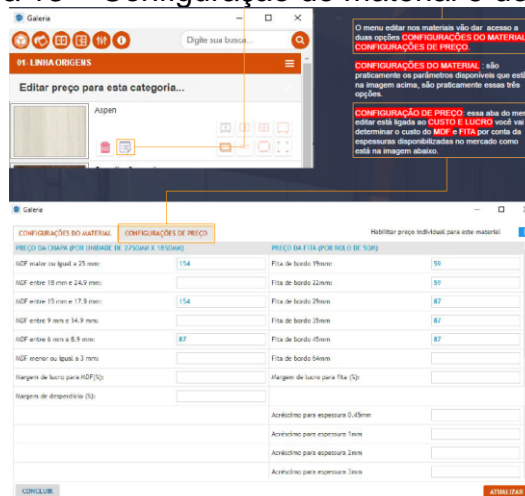 Configuração do material e do
Galeria
Digite sua busca...
01- LINHA ORIGENS
Editar preço para esta categoria...
Aspen
O menu editar nos materiais vão dar acesso a
duas opções CONFIGURAÇÕES DO MATERIAL
CONFIGURAÇÕES DE PREÇO.
CONFIGURAÇÕES DO MATERIAL : são
praticamente os parâmetros disponíveis que est
na imagem acima, são praticamente essas três
opções.
CONFIGURAÇÃO DE PREÇO: essa aba do me
editar está ligada ao CUSTO E LUCRO você vai
determinar o custo do MDF e FITA por conta da
espessuras disponibilizadas no mercado como
está na imagem abaixo.
Galeria
CONFIGURAÇÕES DO MATERIAL CONFIGURAÇÕES DE PREÇO Habilitar preço individual para este material
PREÇO DA CHAPA (POR UNIDADE DE 2750MM X 1850MM) PREÇO DA FITA (POR ROLO DE 50M)
MDF maior ou igual a 25 mm: 154 Fita de bordo 19mm: 59
MDF entre 18 mm e 24.9 mm: Fita de bordo 22mm: 59
MDF entre 15 mm e 17.9 mm: 154 Fita de bordo 29mm: 87
MDF entre 9 mm e 14.9 mm: Fita de bordo 35mm: 87
MDF entre 6 mm e 8.9 mm: 87 Fita de bordo 45mm: 87
MDF menor ou igual a 3 mm: Fita de bordo 64mm:
Margem de lucro para MDF(%): Margem de lucro para fita (%):
Margem de desperdício (%):
Acréscimo para espessura 0.45mm
Acréscimo para espessura 1mm
Acréscimo para espessura 2mm
Acréscimo para espessura 3mm
CONCLUIR ATUALIZAR